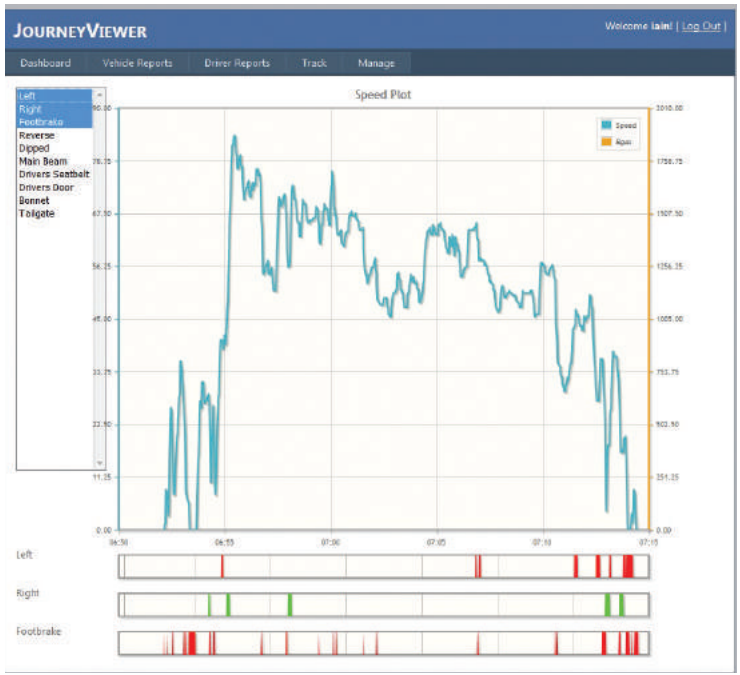 JOURNEYVIEWER
Welcome Iain! | Log Out |
Dashboard Vehicle Reports Driver Reports Track Manage
Speed Plot
Left
Right
Footbrake
Reverse
Dipped
Main Beam
Drivers Seatbelt
Drivers Door
Bonnet
Tailgate
Speed
Rpm
90.00
78.75
67.50
56.25
45.00
33.75
22.50
11.25
0.00
2010.00
1758.75
1507.50
1256.25
1005.00
753.75
502.50
251.25
0.00
06:50 06:55 07:00 07:05 07:10 07:15
Left
Right
Footbrake